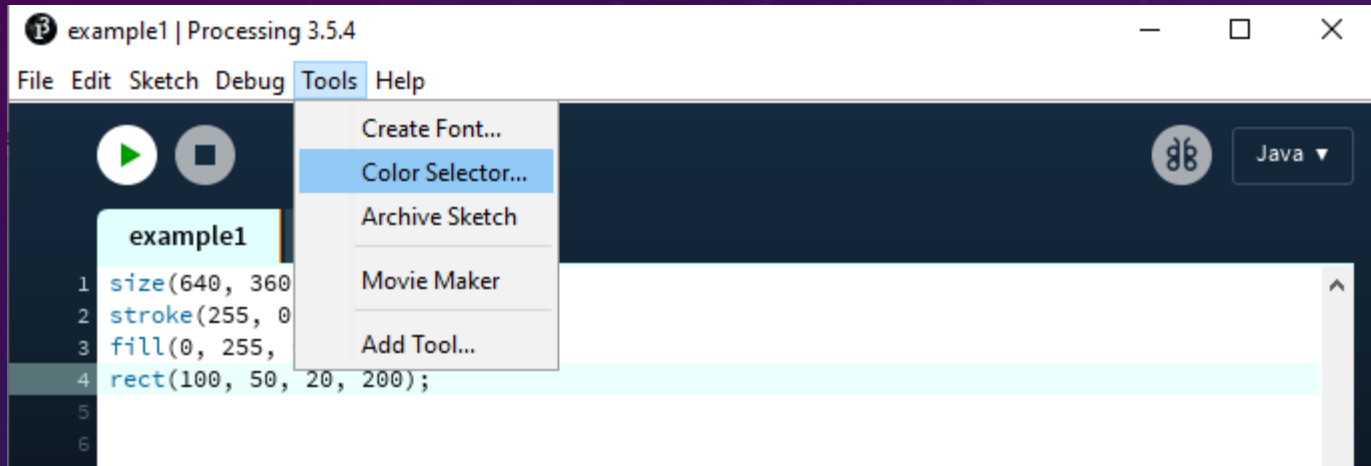 example1 | Processing 3.5.4
File Edit Sketch Debug Tools Help
Create Font...
Color Selector...
Archive Sketch
Movie Maker
Add Tool...
Java ▾
example1
1 size(640, 360
2 stroke(255, 0
3 fill(0, 255,
4 rect(100, 50, 20, 200);
5
6